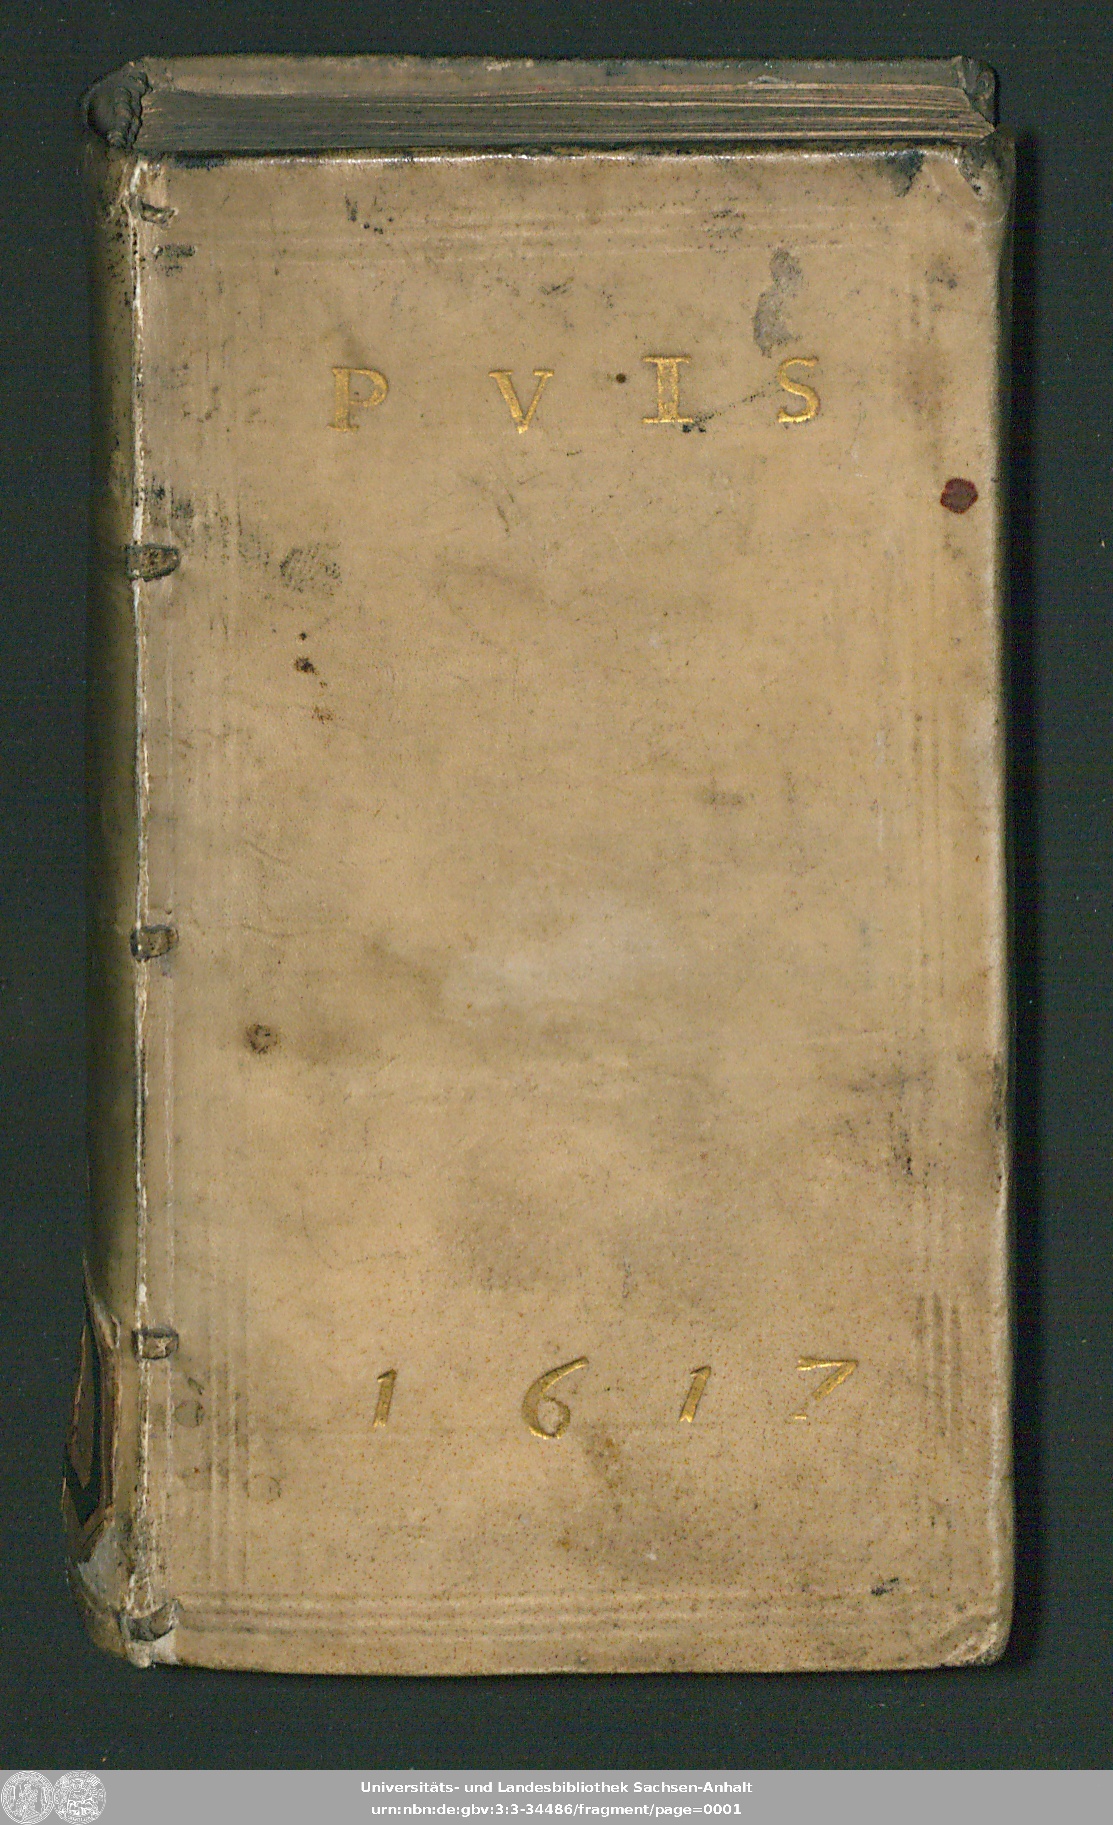 P V I S
1 6 1 7
Universitäts- und Landesbibliothek Sachsen-Anhalt
urn:nbn:de:gbv:3:3-34486/fragment/page=0001